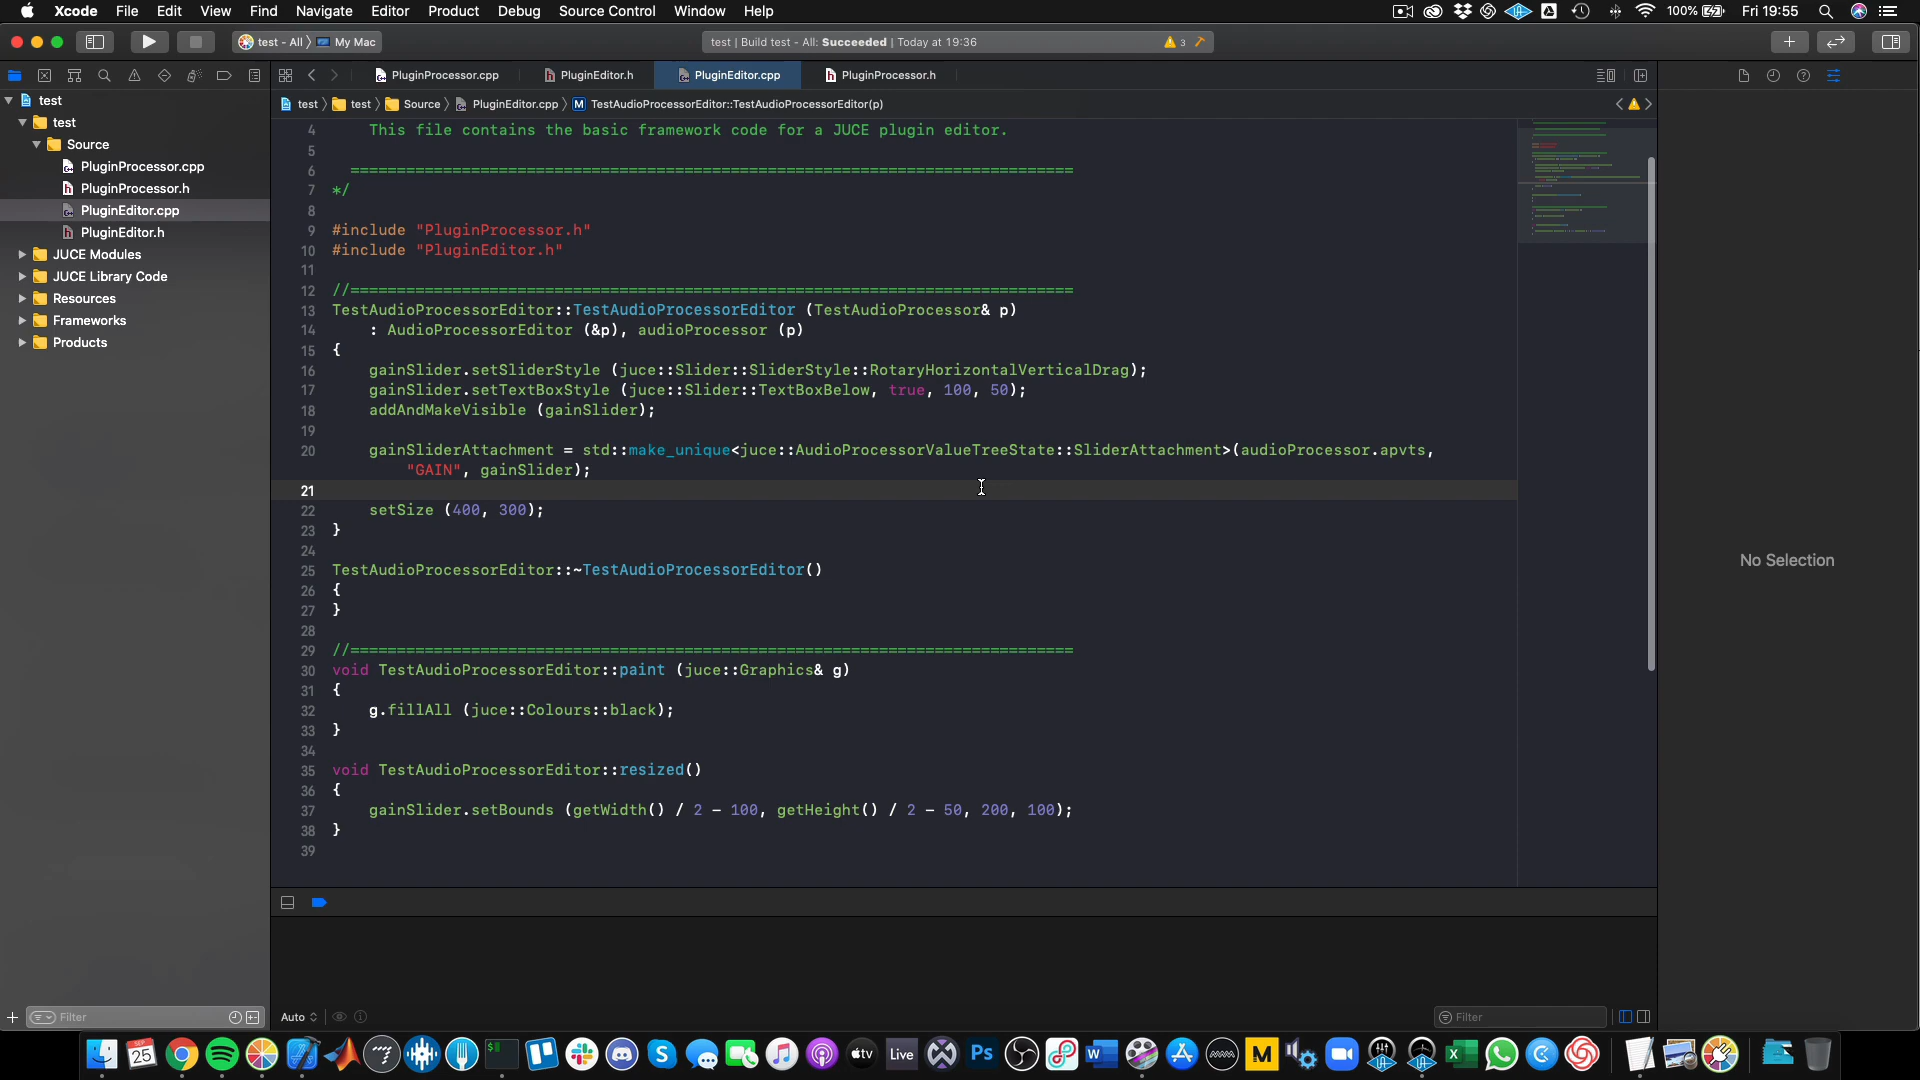 Xcode File Edit View Find Navigate Editor Product Debug Source Control Window Help
100% Fri 19:55
test - All My Mac
test | Build test - All: Succeeded | Today at 19:36
3
PluginProcessor.cpp PluginEditor.h PluginEditor.cpp PluginProcessor.h
test test Source PluginEditor.cpp M TestAudioProcessorEditor::TestAudioProcessorEditor(p)
test
test
Source
PluginProcessor.cpp
PluginProcessor.h
PluginEditor.cpp
PluginEditor.h
JUCE Modules
JUCE Library Code
Resources
Frameworks
Products
4 This file contains the basic framework code for a JUCE plugin editor.
5
6 ==============================================================================
7 */
8
9 #include "PluginProcessor.h"
10 #include "PluginEditor.h"
11
12 //==============================================================================
13 TestAudioProcessorEditor::TestAudioProcessorEditor (TestAudioProcessor& p)
14 : AudioProcessorEditor (&p), audioProcessor (p)
15 {
16 gainSlider.setSliderStyle (juce::Slider::SliderStyle::RotaryHorizontalVerticalDrag);
17 gainSlider.setTextBoxStyle (juce::Slider::TextBoxBelow, true, 100, 50);
18 addAndMakeVisible (gainSlider);
19
20 gainSliderAttachment = std::make_unique<juce::AudioProcessorValueTreeState::SliderAttachment>(audioProcessor.apvts,
"GAIN", gainSlider);
21
22 setSize (400, 300);
23 }
24
25 TestAudioProcessorEditor::~TestAudioProcessorEditor()
26 {
27 }
28
29 //==============================================================================
30 void TestAudioProcessorEditor::paint (juce::Graphics& g)
31 {
32 g.fillAll (juce::Colours::black);
33 }
34
35 void TestAudioProcessorEditor::resized()
36 {
37 gainSlider.setBounds (getWidth() / 2 - 100, getHeight() / 2 - 50, 200, 100);
38 }
39
No Selection
Filter
Auto
Filter
SEP
25
$
tv
Live
Ps
W
M
X
C